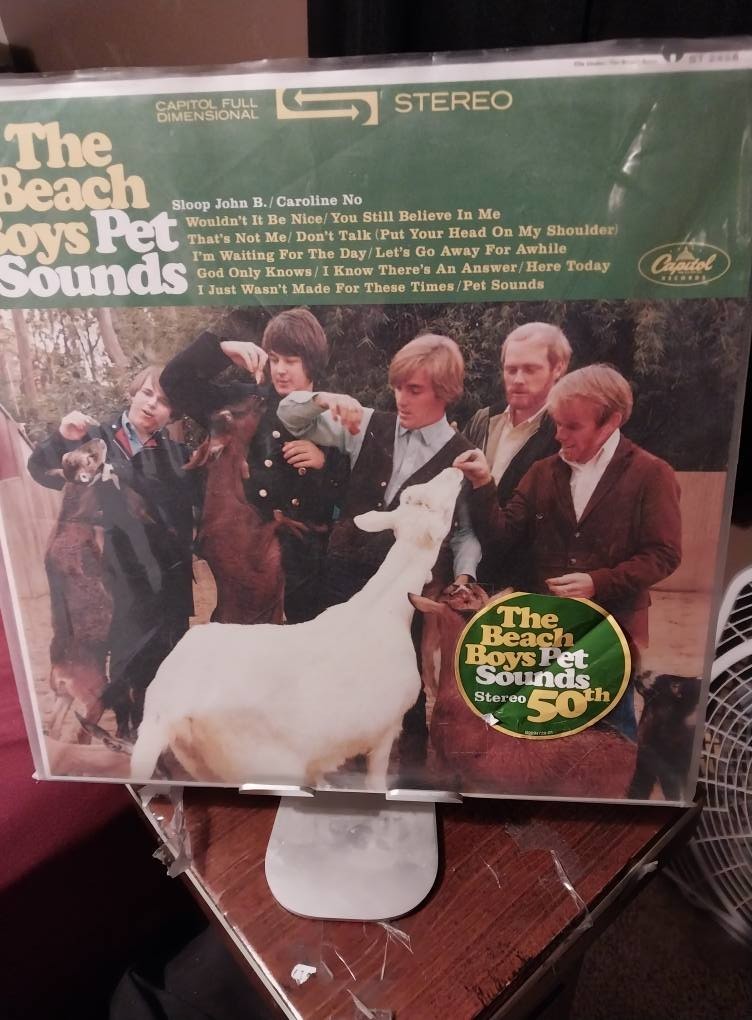 CAPITOL FULL
DIMENSIONAL
STEREO
The
Beach
Boys Pet
Sounds
Sloop John B./Caroline No
Wouldn't It Be Nice/You Still Believe In Me
That's Not Me/Don't Talk (Put Your Head On My Shoulder)
I'm Waiting For The Day/Let's Go Away For Awhile
God Only Knows/I Know There's An Answer/Here Today
I Just Wasn't Made For These Times/Pet Sounds
Capitol
RECORDS
The
Beach
Boys Pet
Sounds
Stereo 50th